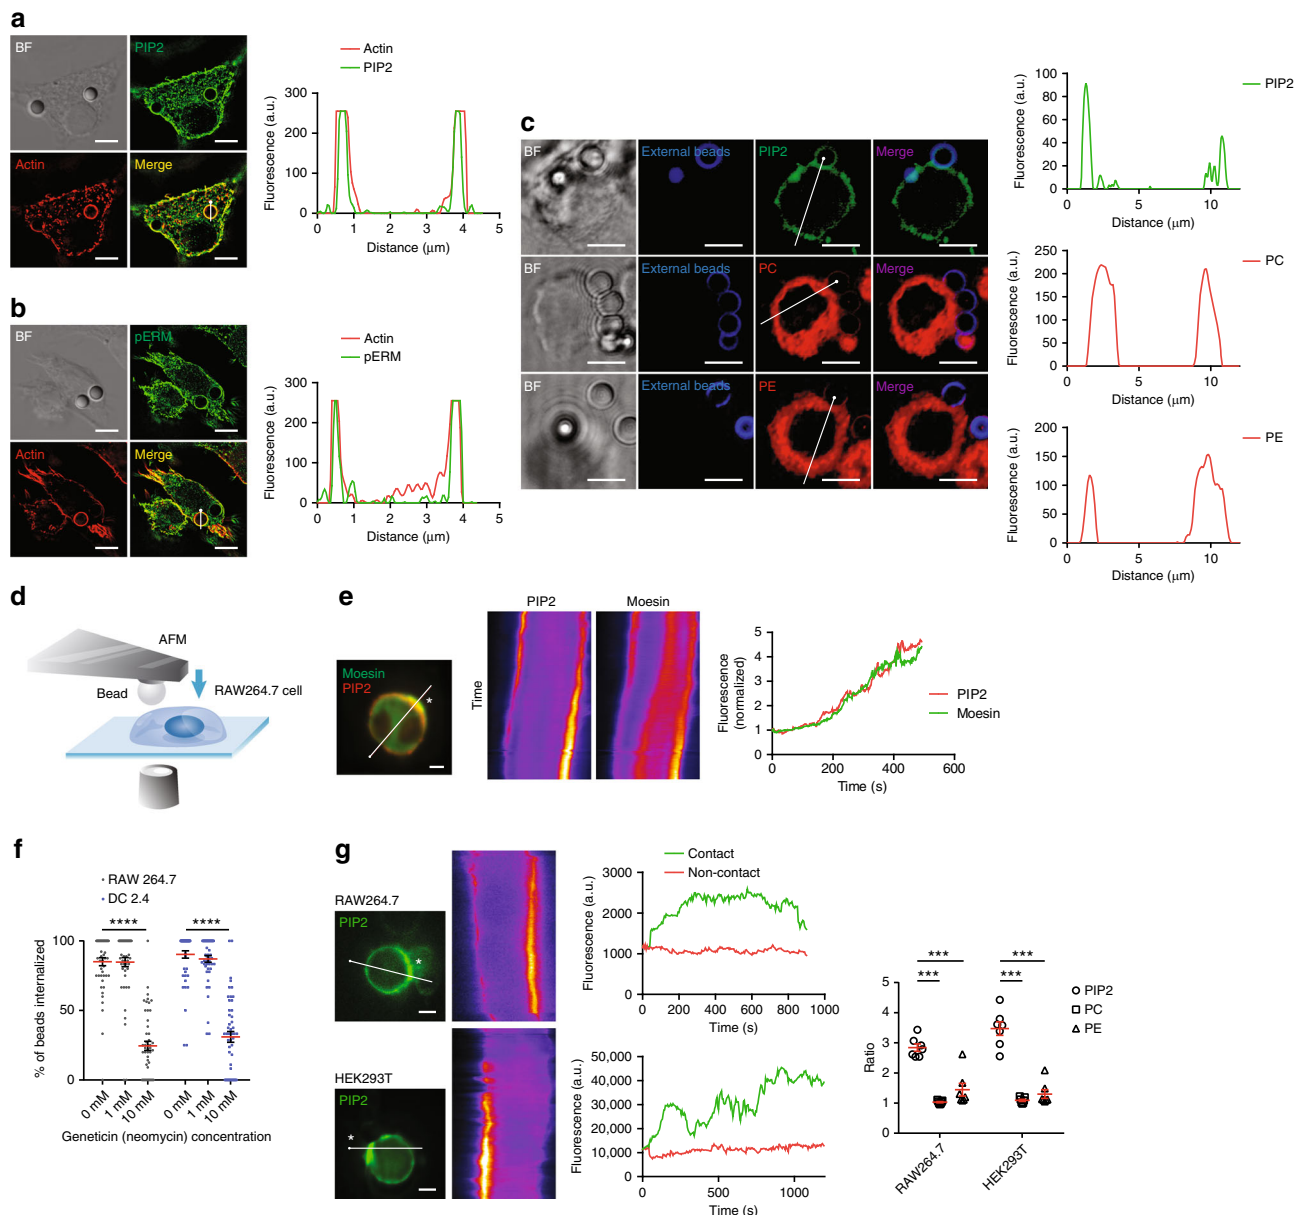 a
BF
PIP2
Actin
Merge
Actin
PIP2
Fluorescence (a.u.)
300
200
100
0
0 1 2 3 4 5
Distance (μm)
b
BF
pERM
Actin
Merge
Actin
pERM
Fluorescence (a.u.)
300
200
100
0
0 1 2 3 4 5
Distance (μm)
c
BF
External beads
PIP2
Merge
BF
External beads
PC
Merge
BF
External beads
PE
Merge
PIP2
Fluorescence (a.u.)
100
80
60
40
20
0
0 5 10
Distance (μm)
PC
Fluorescence (a.u.)
250
200
150
100
50
0
0 5 10
Distance (μm)
PE
Fluorescence (a.u.)
200
150
100
50
0
0 5 10
Distance (μm)
d
AFM
Bead
RAW264.7 cell
e
Moesin
PIP2
*
PIP2
Moesin
Time
Fluorescence
(normalized)
5
4
3
2
1
0
0 200 400 600
Time (s)
PIP2
Moesin
f
RAW 264.7
DC 2.4
**** ****
% of beads internalized
100
50
0
0 mM 1 mM 10 mM 0 mM 1 mM 10 mM
Geneticin (neomycin) concentration
g
RAW264.7
PIP2
*
HEK293T
PIP2
*
Contact
Non-contact
Fluorescence (a.u.)
3000
2000
1000
0
0 200 400 600 800 1000
Time (s)
Fluorescence (a.u.)
50,000
40,000
30,000
20,000
10,000
0
0 500 1000
Time (s)
*** ***
*** ***
Ratio
5
4
3
2
1
0
RAW264.7
HEK293T
PIP2
PC
PE